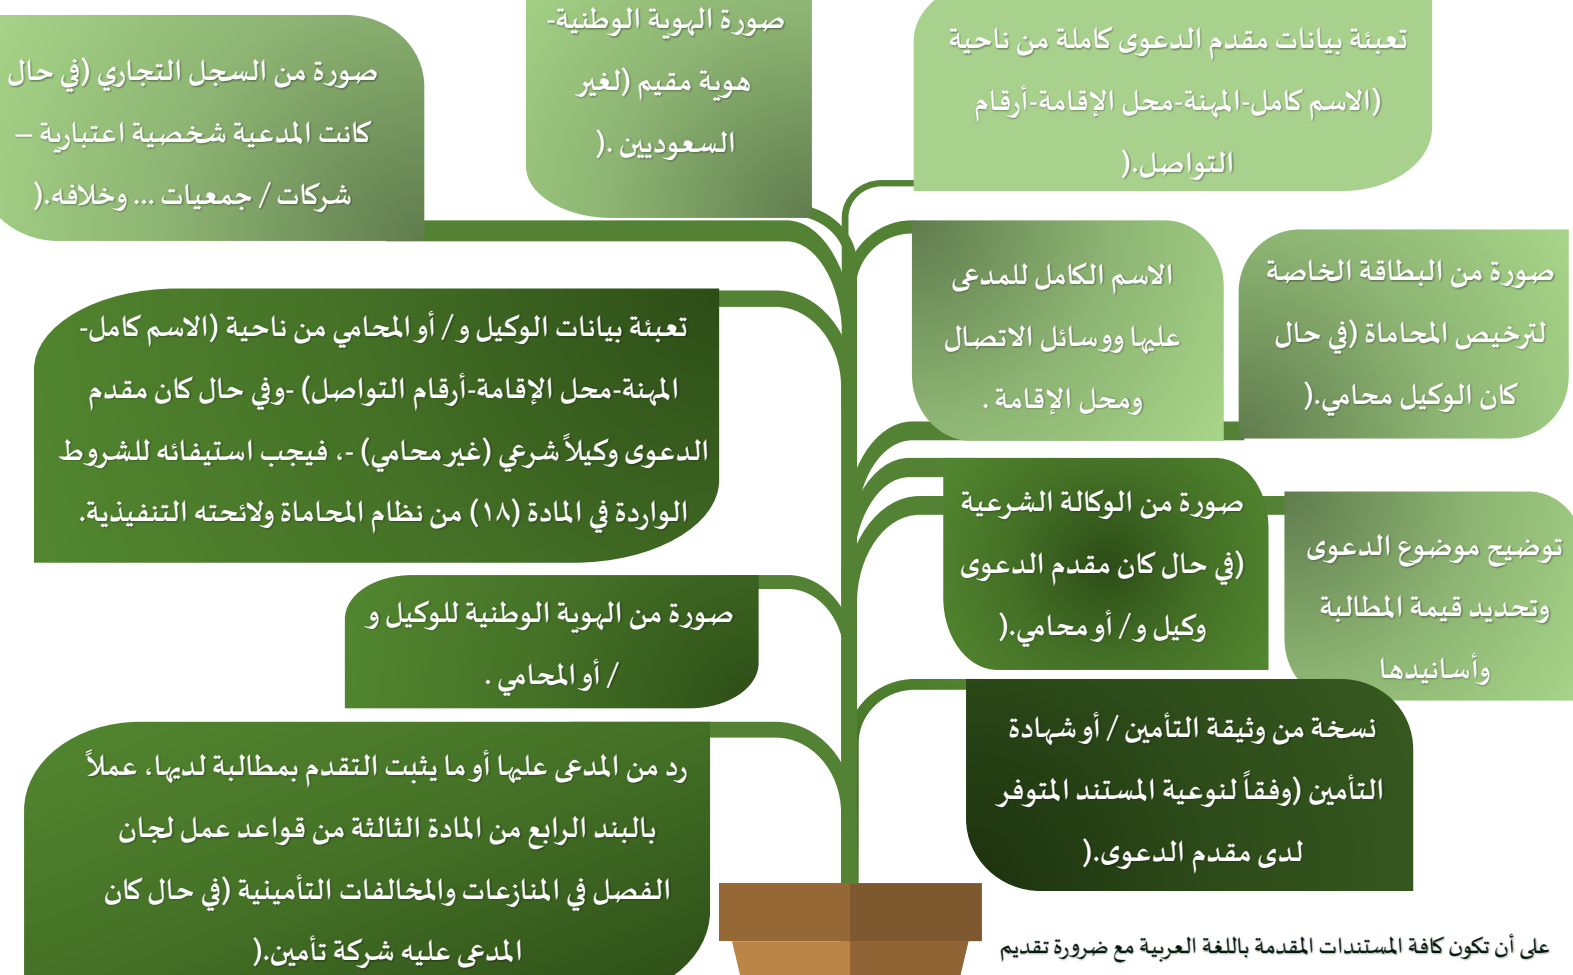 تعبئة بيانات مقدم الدعوى كاملة من ناحية
(الاسم كامل-المهنة-محل الإقامة-أرقام
التواصل.)
صورة الهوية الوطنية-
هوية مقيم (لغير
السعوديين .)
صورة من السجل التجاري (في حال
كانت المدعية شخصية اعتبارية –
شركات / جمعيات ... وخلافه.)
صورة من البطاقة الخاصة
لترخيص المحاماة (في حال
كان الوكيل محامي.)
الاسم الكامل للمدعى
عليها ووسائل الاتصال
ومحل الإقامة .
تعبئة بيانات الوكيل و/ أو المحامي من ناحية (الاسم كامل-
المهنة-محل الإقامة-أرقام التواصل) -وفي حال كان مقدم
الدعوى وكيلاً شرعي (غير محامي) -، فيجب استيفائه للشروط
الواردة في المادة (١٨) من نظام المحاماة ولائحته التنفيذية.
توضيح موضوع الدعوى
وتحديد قيمة المطالبة
وأسانيدها
صورة من الوكالة الشرعية
(في حال كان مقدم الدعوى
وكيل و/ أو محامي.)
صورة من الهوية الوطنية للوكيل و
/ أو المحامي .
نسخة من وثيقة التأمين / أو شهادة
التأمين (وفقاً لنوعية المستند المتوفر
لدى مقدم الدعوى.)
رد من المدعى عليها أو ما يثبت التقدم بمطالبة لديها، عملاً
بالبند الرابع من المادة الثالثة من قواعد عمل لجان
الفصل في المنازعات والمخالفات التأمينية (في حال كان
المدعى عليه شركة تأمين.)
على أن تكون كافة المستندات المقدمة باللغة العربية مع ضرورة تقديم